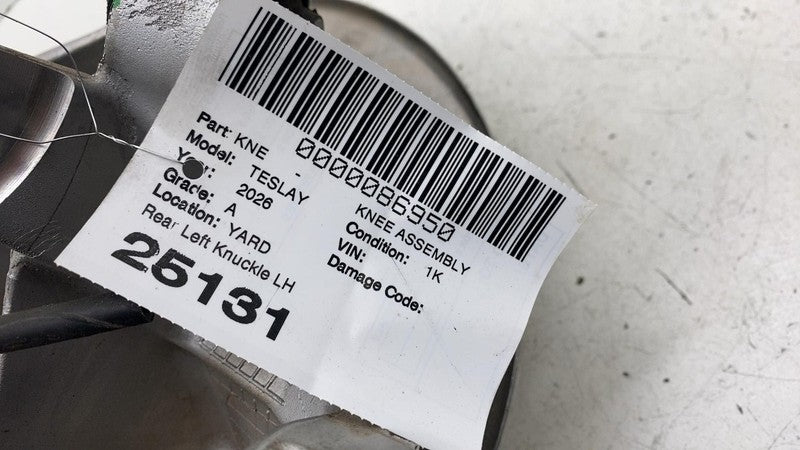 0000086950
Part: KNE - KNEE ASSEMBLY
Model: TESLAY Condition: 1K
Year: 2026 VIN:
Grade: A Damage Code:
Location: YARD
Rear Left Knuckle LH
25131